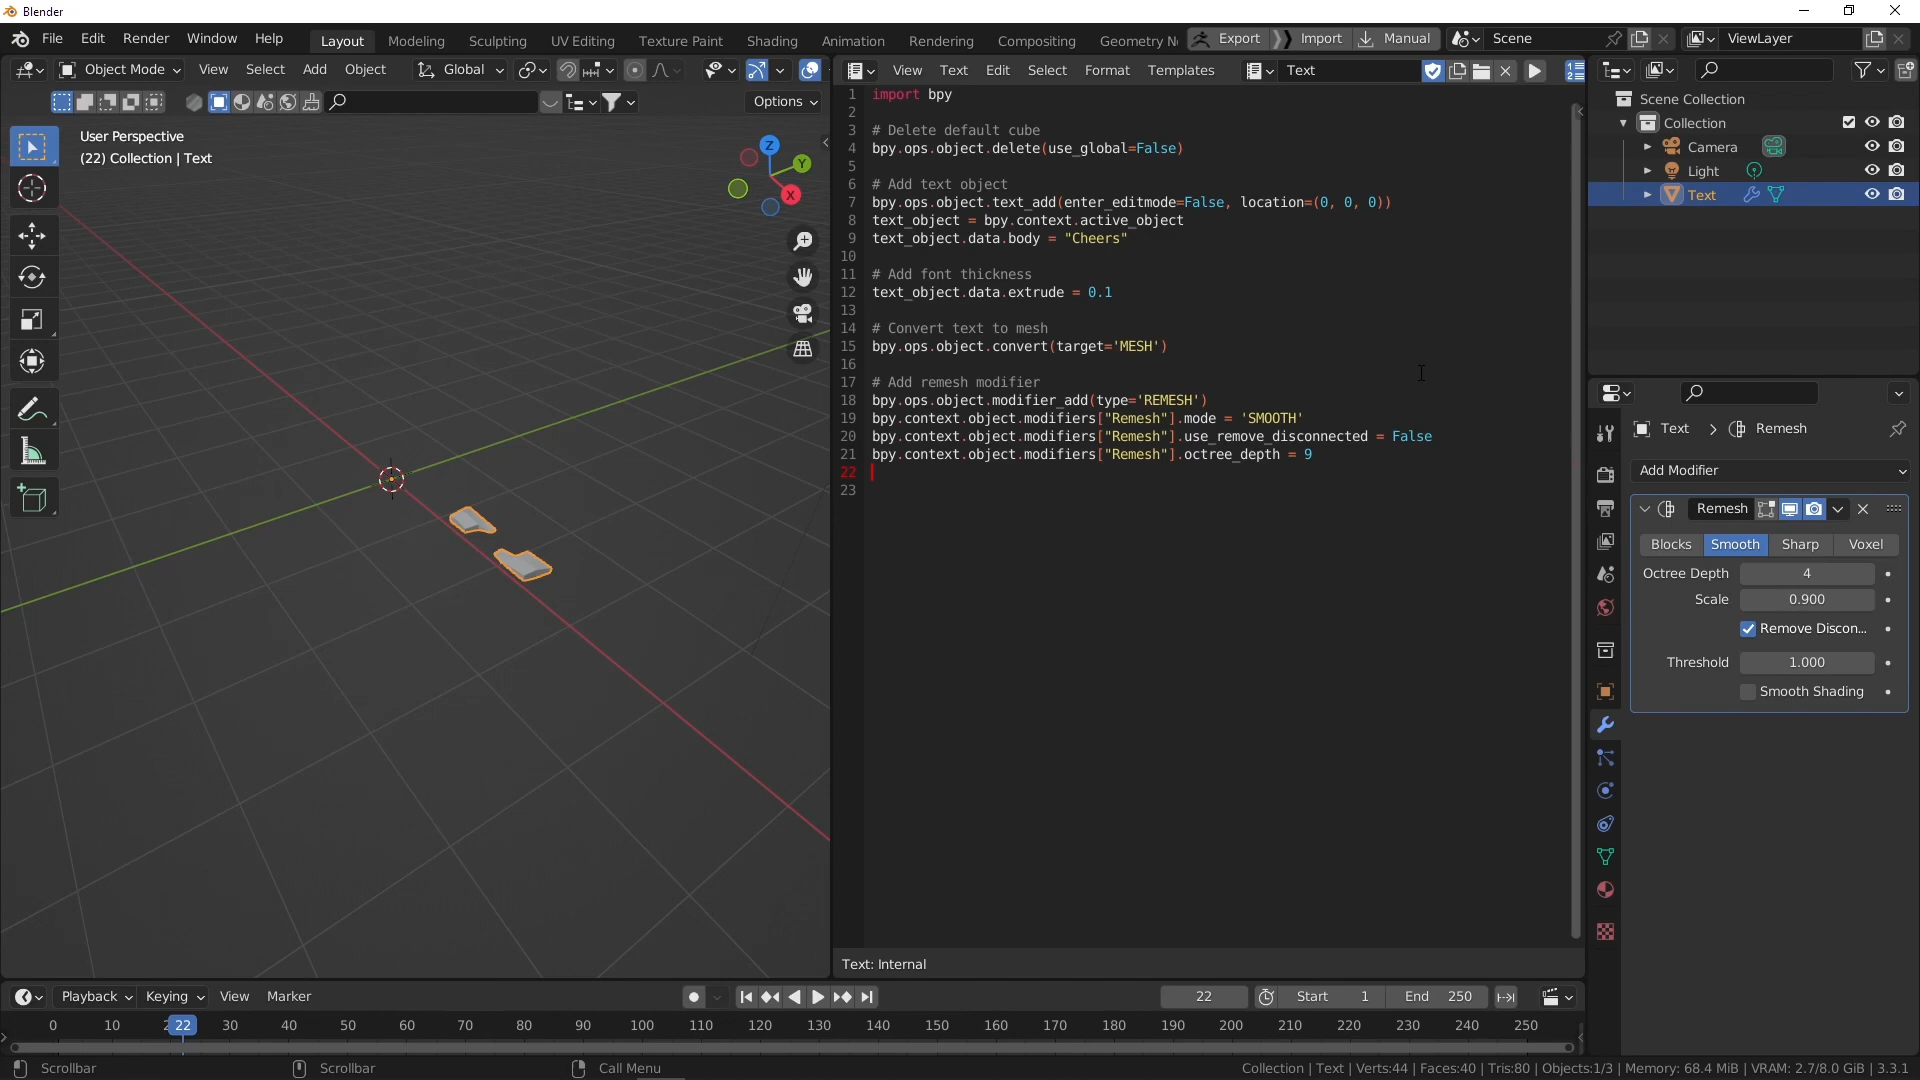 Blender
File Edit Render Window Help Layout Modeling Sculpting UV Editing Texture Paint Shading Animation Rendering Compositing Geometry No Export Import Manual Scene ViewLayer
Object Mode View Select Add Object Global
Options
User Perspective
(22) Collection | Text
Z
Y
X
View Text Edit Select Format Templates Text
1 import bpy
2
3 # Delete default cube
4 bpy.ops.object.delete(use_global=False)
5
6 # Add text object
7 bpy.ops.object.text_add(enter_editmode=False, location=(0, 0, 0))
8 text_object = bpy.context.active_object
9 text_object.data.body = "Cheers"
10
11 # Add font thickness
12 text_object.data.extrude = 0.1
13
14 # Convert text to mesh
15 bpy.ops.object.convert(target='MESH')
16
17 # Add remesh modifier
18 bpy.ops.object.modifier_add(type='REMESH')
19 bpy.context.object.modifiers["Remesh"].mode = 'SMOOTH'
20 bpy.context.object.modifiers["Remesh"].use_remove_disconnected = False
21 bpy.context.object.modifiers["Remesh"].octree_depth = 9
22
23
Text: Internal
Scene Collection
Collection
Camera
Light
Text
Text > Remesh
Add Modifier
Remesh
Blocks Smooth Sharp Voxel
Octree Depth 4
Scale 0.900
Remove Discon...
Threshold 1.000
Smooth Shading
Playback Keying View Marker 22 Start 1 End 250
0 10 22 30 40 50 60 70 80 90 100 110 120 130 140 150 160 170 180 190 200 210 220 230 240 250
Scrollbar Scrollbar Call Menu Collection | Text | Verts:44 | Faces:40 | Tris:80 | Objects:1/3 | Memory: 68.4 MiB | VRAM: 2.7/8.0 GiB | 3.3.1